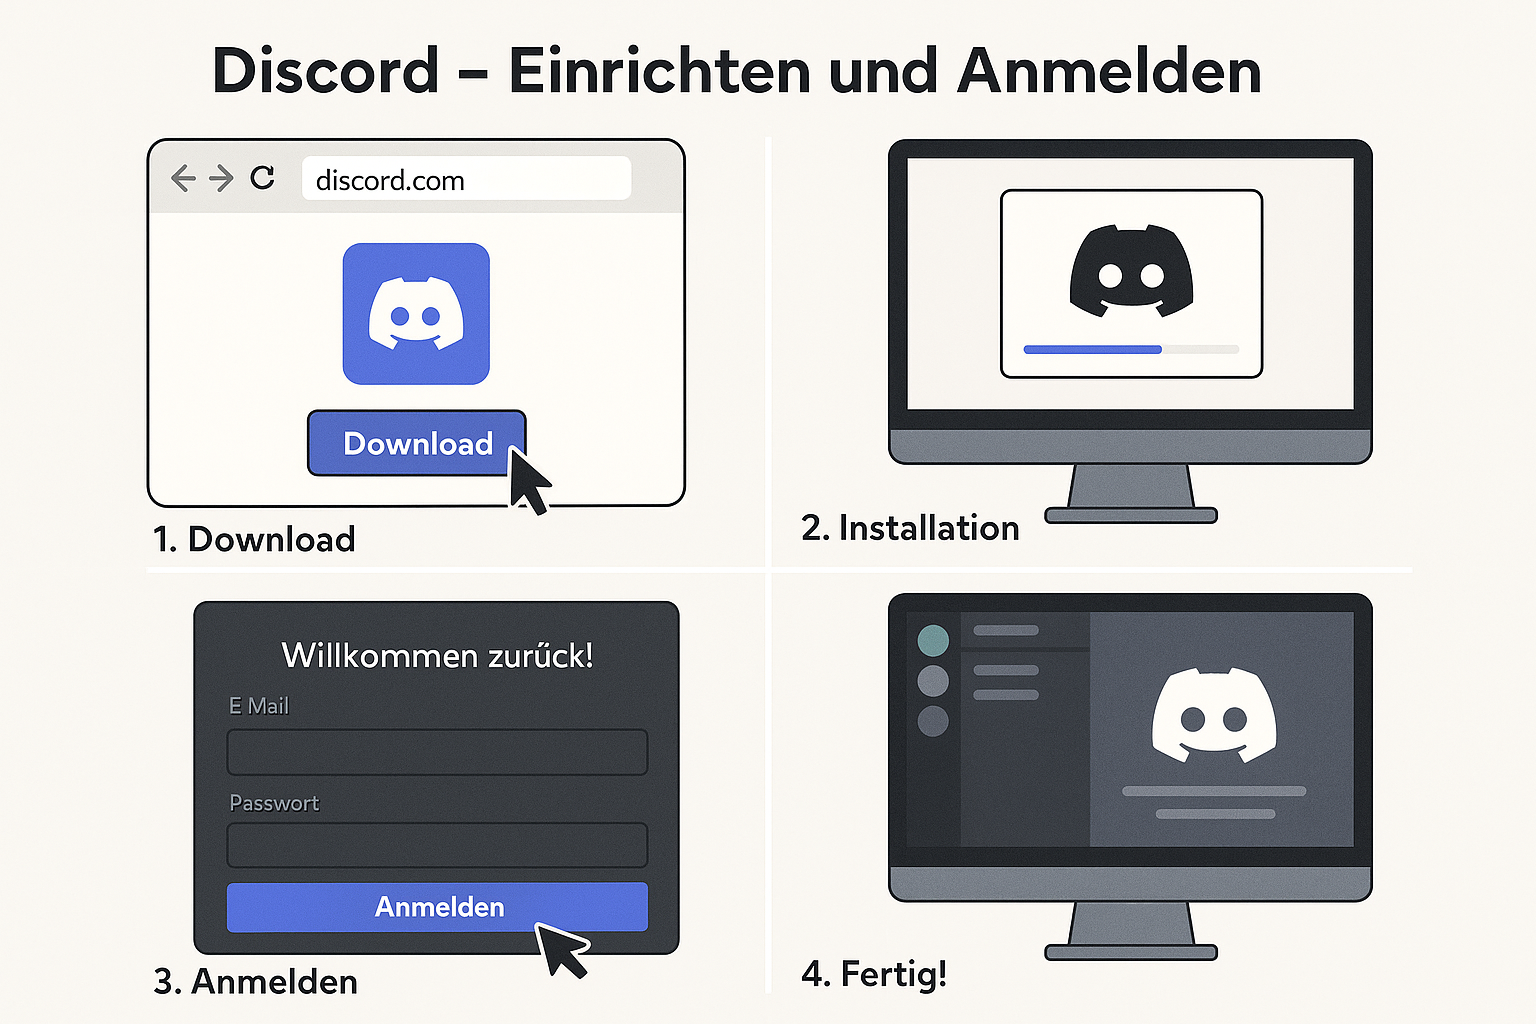 Discord – Einrichten und Anmelden
discord.com
Download
1. Download
2. Installation
Willkommen zurück!
E Mail
Passwort
Anmelden
3. Anmelden
4. Fertig!